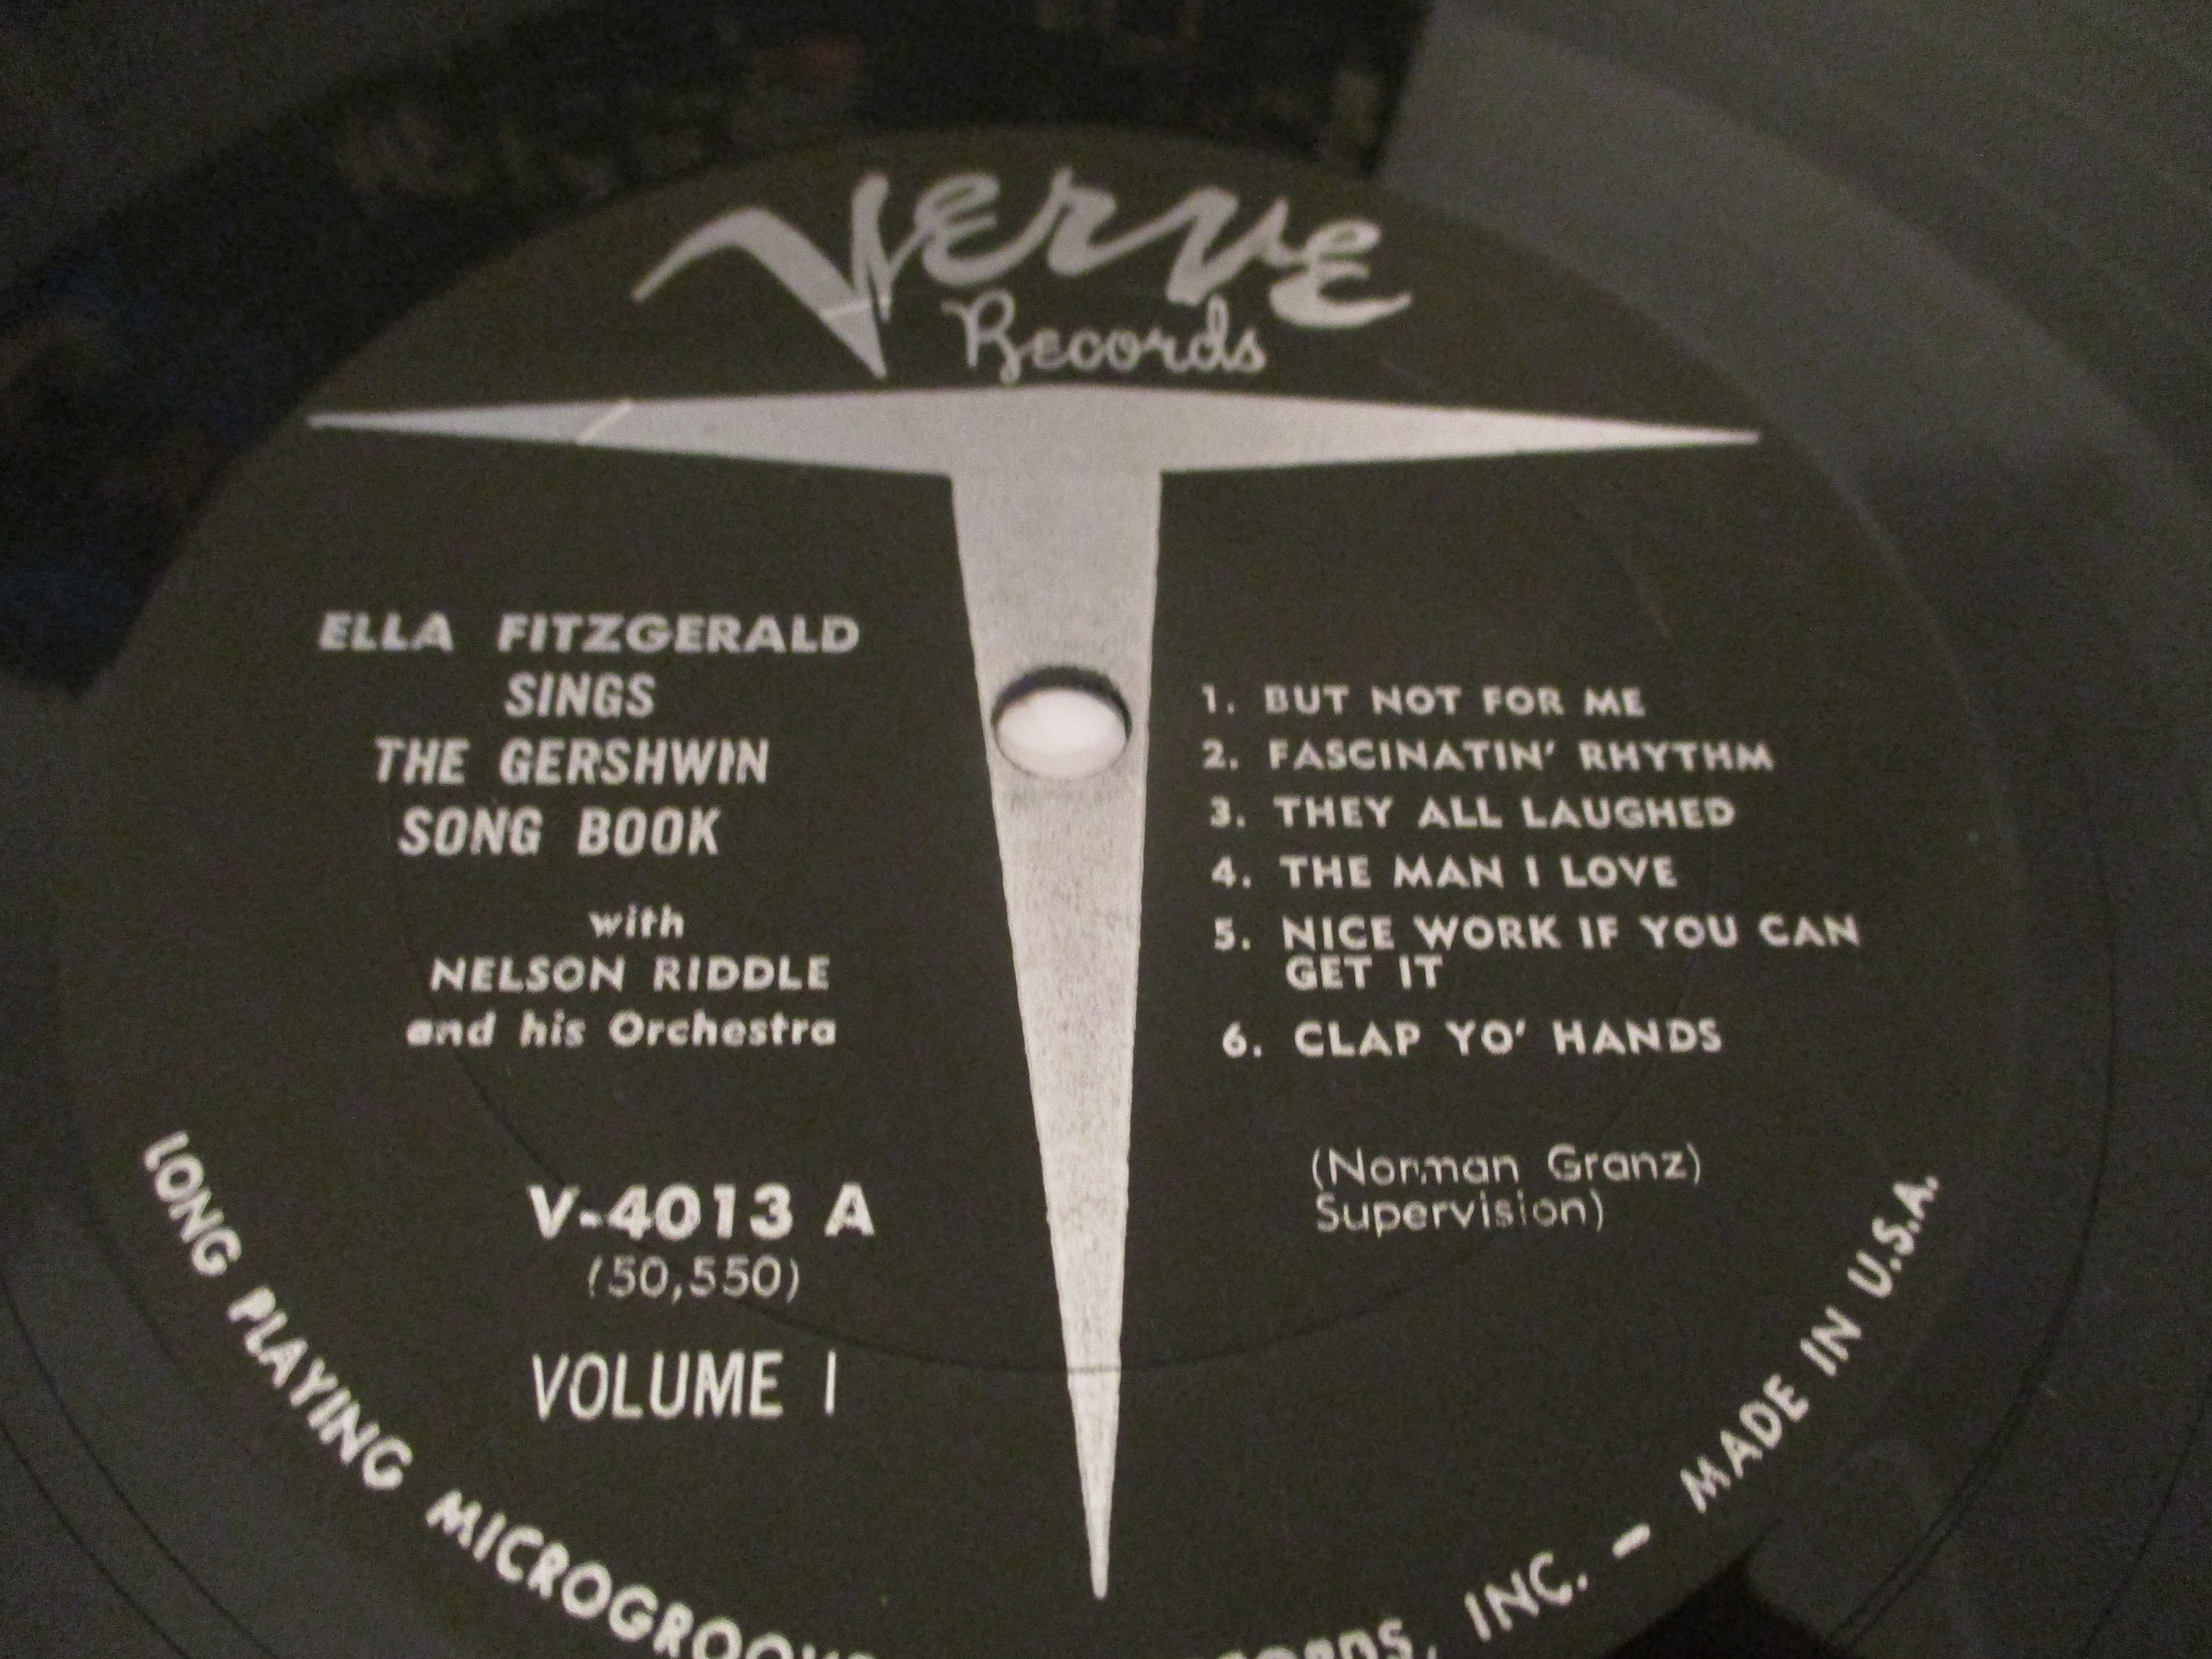 Verve
Records
ELLA FITZGERALD
SINGS
THE GERSHWIN
SONG BOOK
with
NELSON RIDDLE
and his Orchestra
V-4013 A
(50,550)
VOLUME 1
1. BUT NOT FOR ME
2. FASCINATIN' RHYTHM
3. THEY ALL LAUGHED
4. THE MAN I LOVE
5. NICE WORK IF YOU CAN
GET IT
6. CLAP YO' HANDS
(Norman Granz)
Supervision)
LONG PLAYING MICROGROOVE INC. - MADE IN U.S.A.